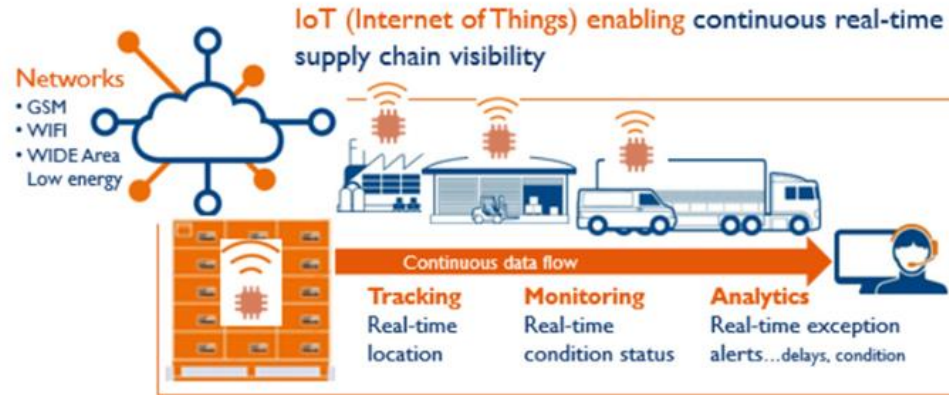 IoT (Internet of Things) enabling continuous real-time
supply chain visibility
Networks
• GSM
• WIFI
• WIDE Area
Low energy
Continuous data flow
Tracking
Real-time
location
Monitoring
Real-time
condition status
Analytics
Real-time exception
alerts...delays, condition